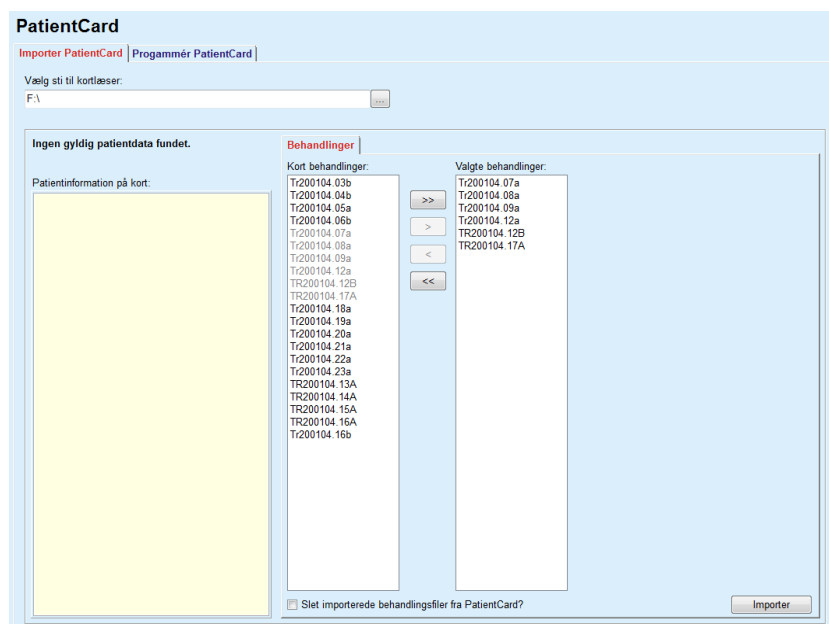 PatientCard
Importer PatientCard
Progammér PatientCard
Vælg sti til kortlæser:
F:\
...
Ingen gyldig patientdata fundet.
Patientinformation på kort:
Behandlinger
Kort behandlinger:
Tr200104.03b
Tr200104.04b
Tr200104.05a
Tr200104.06b
Tr200104.07a
Tr200104.08a
Tr200104.09a
Tr200104.12a
TR200104.12B
TR200104.17A
Tr200104.18a
Tr200104.19a
Tr200104.20a
Tr200104.21a
Tr200104.22a
Tr200104.23a
TR200104.13A
TR200104.14A
TR200104.15A
TR200104.16A
Tr200104.16b
>>
>
<
<<
Valgte behandlinger:
Tr200104.07a
Tr200104.08a
Tr200104.09a
Tr200104.12a
TR200104.12B
TR200104.17A
Slet importerede behandlingsfiler fra PatientCard?
Importer